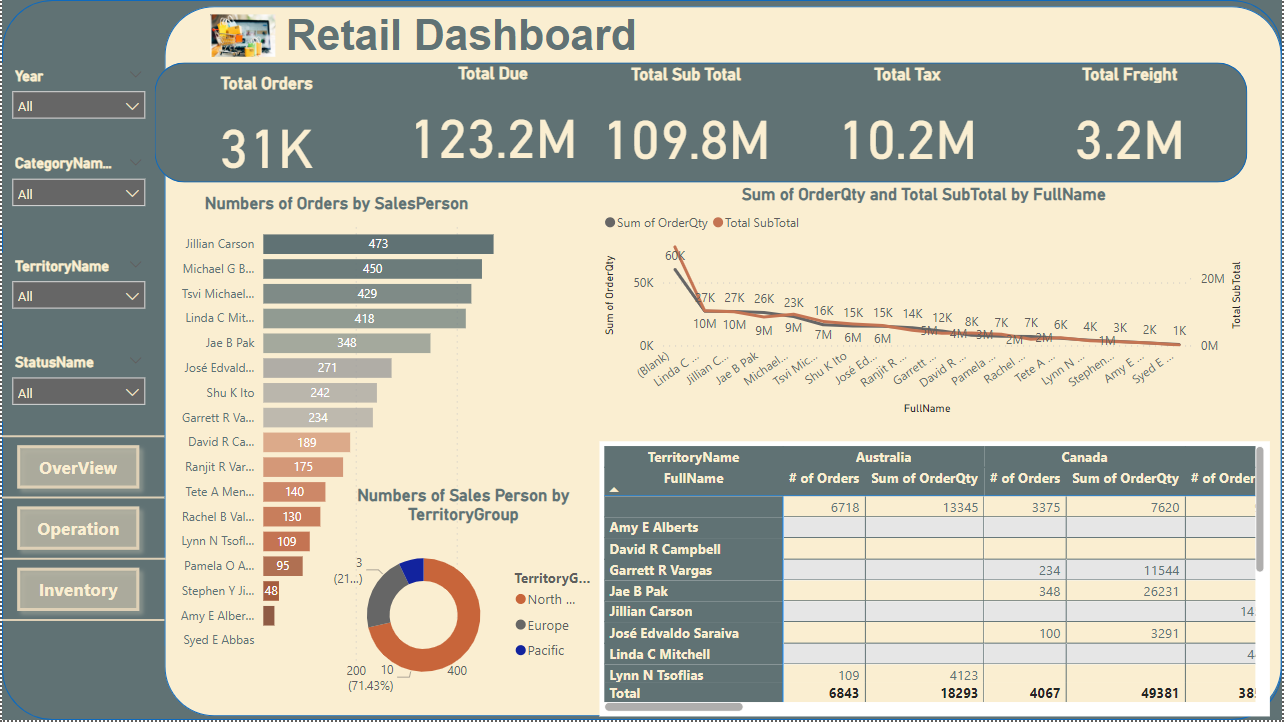 Retail Dashboard
Year
All
CategoryNam...
All
TerritoryName
All
StatusName
All
OverView
Operation
Inventory
Total Orders
31K
Total Due
123.2M
Total Sub Total
109.8M
Total Tax
10.2M
Total Freight
3.2M
Numbers of Orders by SalesPerson
Jillian Carson 473
Michael G B... 450
Tsvi Michael... 429
Linda C Mit... 418
Jae B Pak 348
José Edvald... 271
Shu K Ito 242
Garrett R Va... 234
David R Ca... 189
Ranjit R Var... 175
Tete A Men... 140
Rachel B Val... 130
Lynn N Tsofl... 109
Pamela O A... 95
Stephen Y Ji... 48
Amy E Alber...
Syed E Abbas
200 400
Numbers of Sales Person by
TerritoryGroup
3
(21...)
10
(71.43%)
TerritoryG...
North ...
Europe
Pacific
Sum of OrderQty and Total SubTotal by FullName
Sum of OrderQty Total SubTotal
Sum of OrderQty
50K
0K
60K 27K 27K 26K 23K 16K 15K 15K 14K 12K 8K 7K 7K 6K 4K 3K 2K 1K
10M 10M 9M 9M 7M 6M 6M 5M 4M 3M 2M 2M 1M
20M
0M
Total SubTotal
(Blank) Linda C ... Jillian C... Jae B Pak Michael... Tsvi Mic... Shu K Ito José Ed... Ranjit R ... Garrett ... David R ... Pamela ... Rachel ... Tete A ... Lynn N ... Stephen... Amy E ... Syed E ...
FullName
TerritoryName Australia Canada
FullName # of Orders Sum of OrderQty # of Orders Sum of OrderQty # of Order
6718 13345 3375 7620
Amy E Alberts
David R Campbell
Garrett R Vargas 234 11544
Jae B Pak 348 26231
Jillian Carson
José Edvaldo Saraiva 100 3291
Linda C Mitchell
Lynn N Tsoflias 109 4123
Total 6843 18293 4067 49381